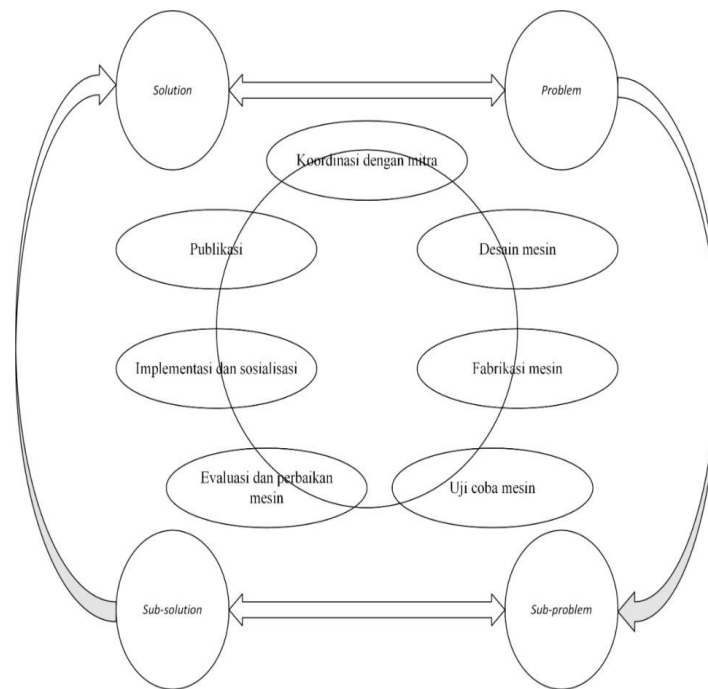 Solution
Problem
Koordinasi dengan mitra
Publikasi
Desain mesin
Implementasi dan sosialisasi
Fabrikasi mesin
Evaluasi dan perbaikan
mesin
Uji coba mesin
Sub-solution
Sub-problem